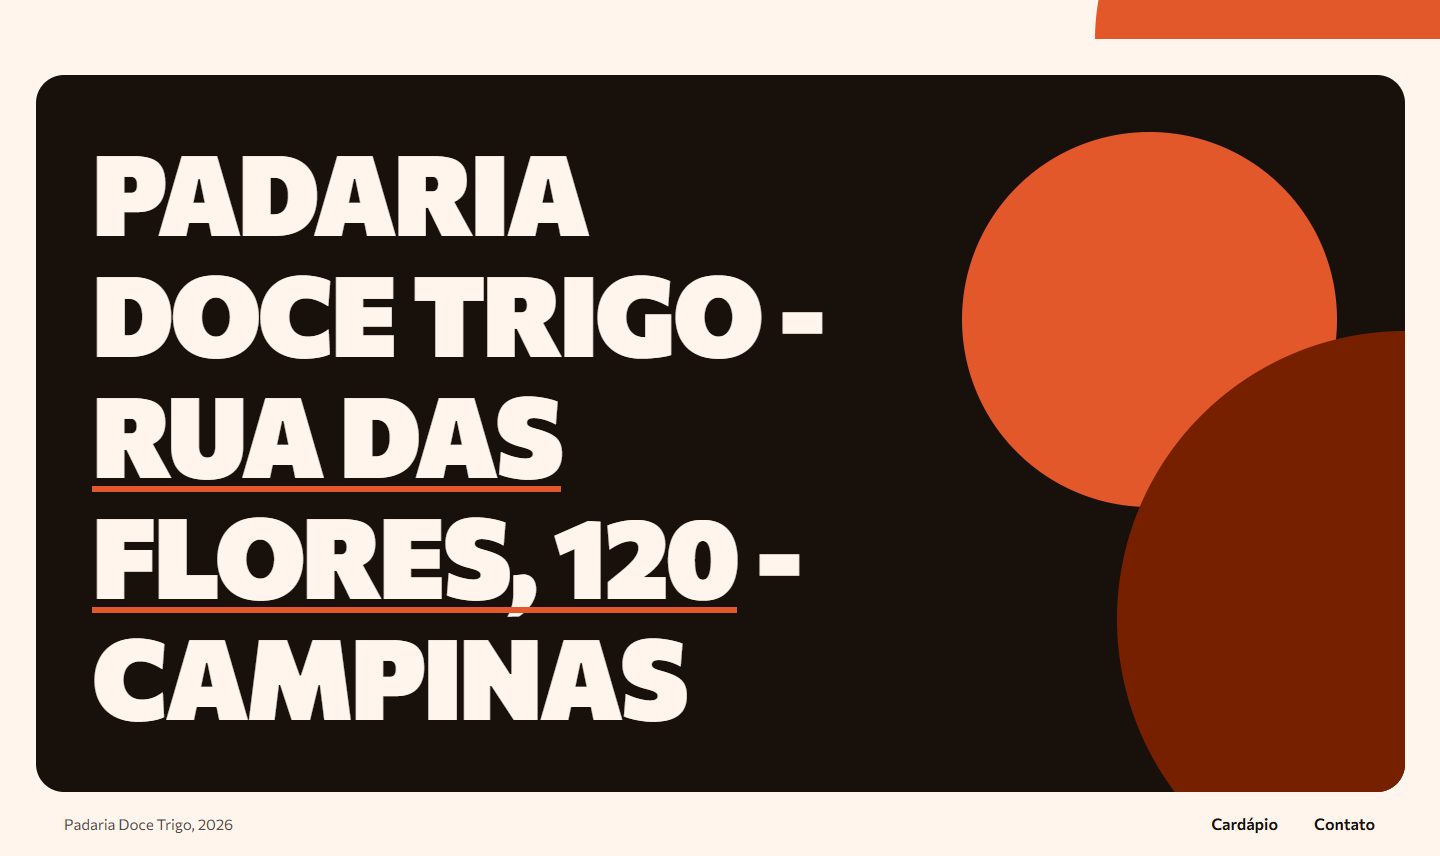 PADARIA
DOCE TRIGO -
RUA DAS
FLORES, 120 -
CAMPINAS
Padaria Doce Trigo, 2026
Cardápio Contato